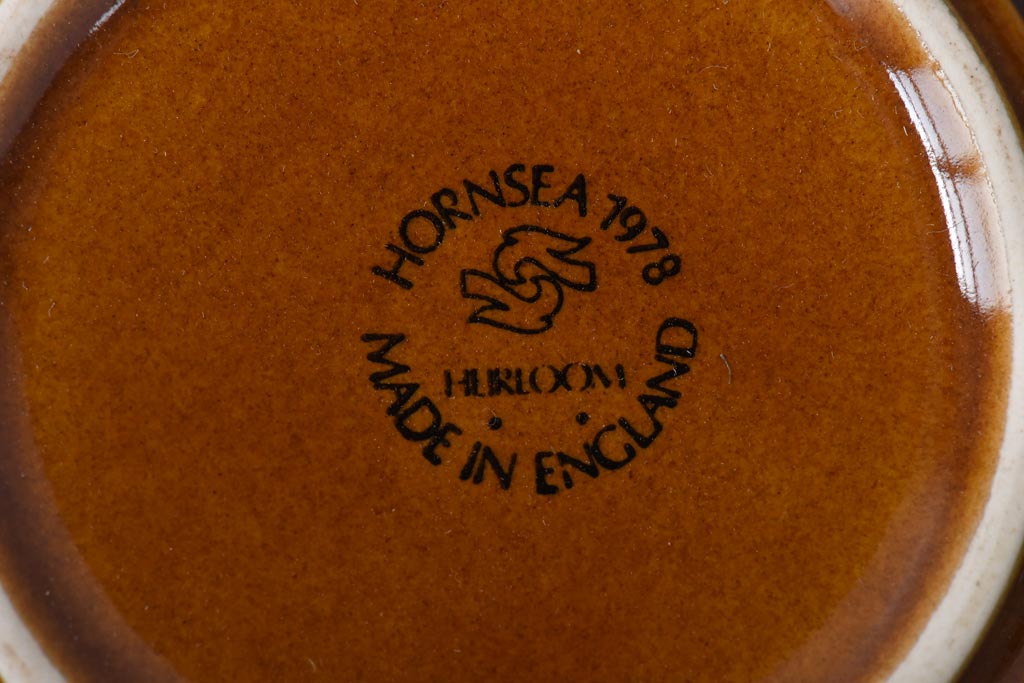 HORNSEA 1978
HEIRLOOM
MADE IN ENGLAND